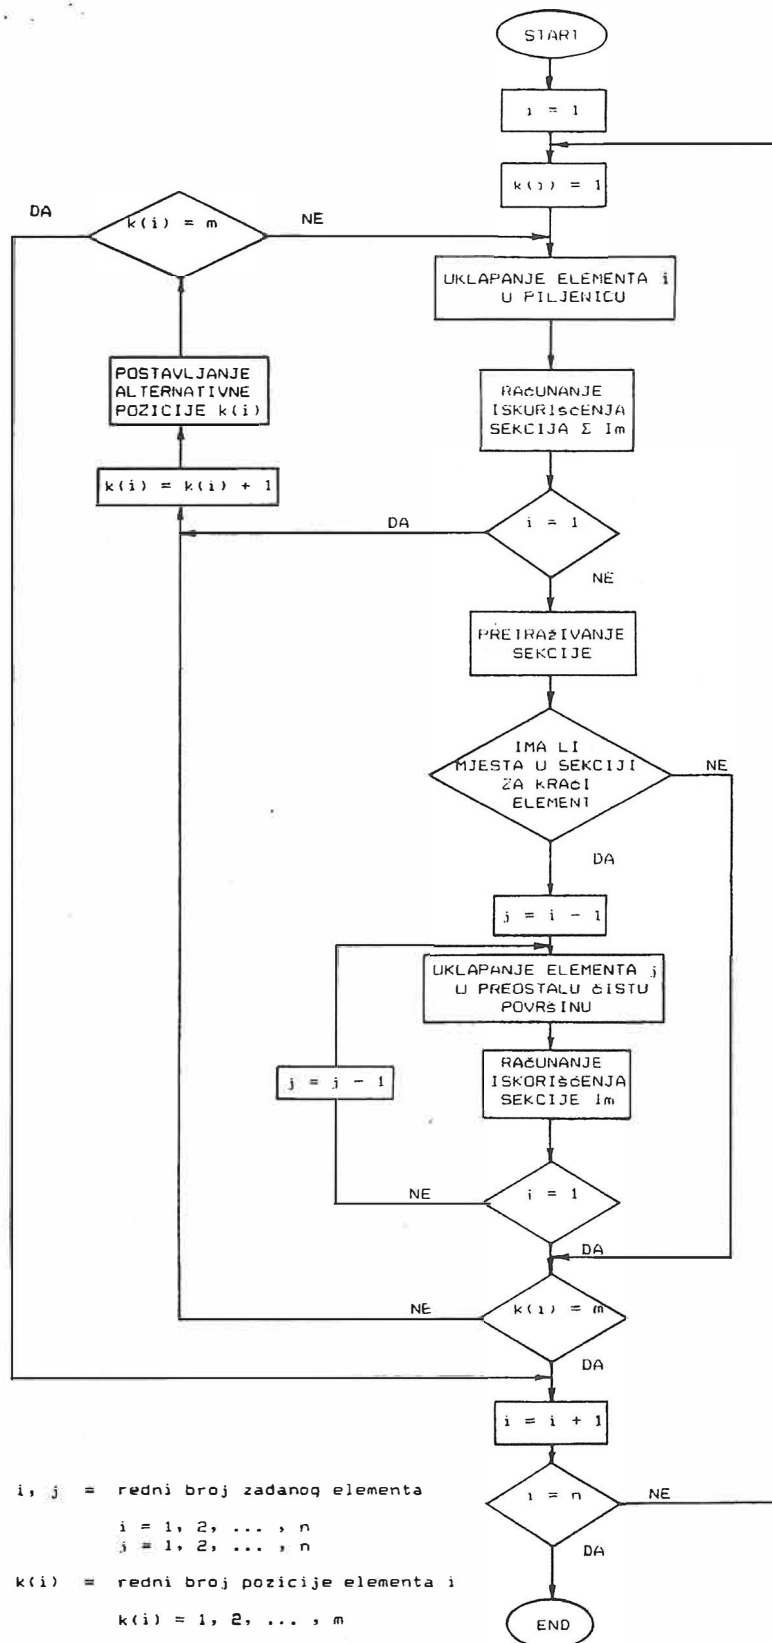 START
i = 1
k(i) = 1
DA
k(i) = m
NE
UKLAPANJE ELEMENTA i
U PILJENICU
POSTAVLJANJE
ALTERNATIVNE
POZICIJE k(i)
RAČUNANJE
ISKORIŠĆENJA
SEKCIJA Σ Im
k(i) = k(i) + 1
DA
i = 1
NE
PRETRAŽIVANJE
SEKCIJE
IMA LI
MJESTA U SEKCIJI
ZA KRAĆI
ELEMENT
NE
DA
j = i - 1
UKLAPANJE ELEMENTA j
U PREOSTALU ČISTU
POVRŠINU
j = j - 1
RAČUNANJE
ISKORIŠĆENJA
SEKCIJE Im
NE
i = 1
DA
NE
k(i) = m
DA
i = i + 1
i, j = redni broj zadanog elementa
i = n
NE
i = 1, 2, ... , n
j = 1, 2, ... , n
DA
k(i) = redni broj pozicije elementa i
k(i) = 1, 2, ... , m
END